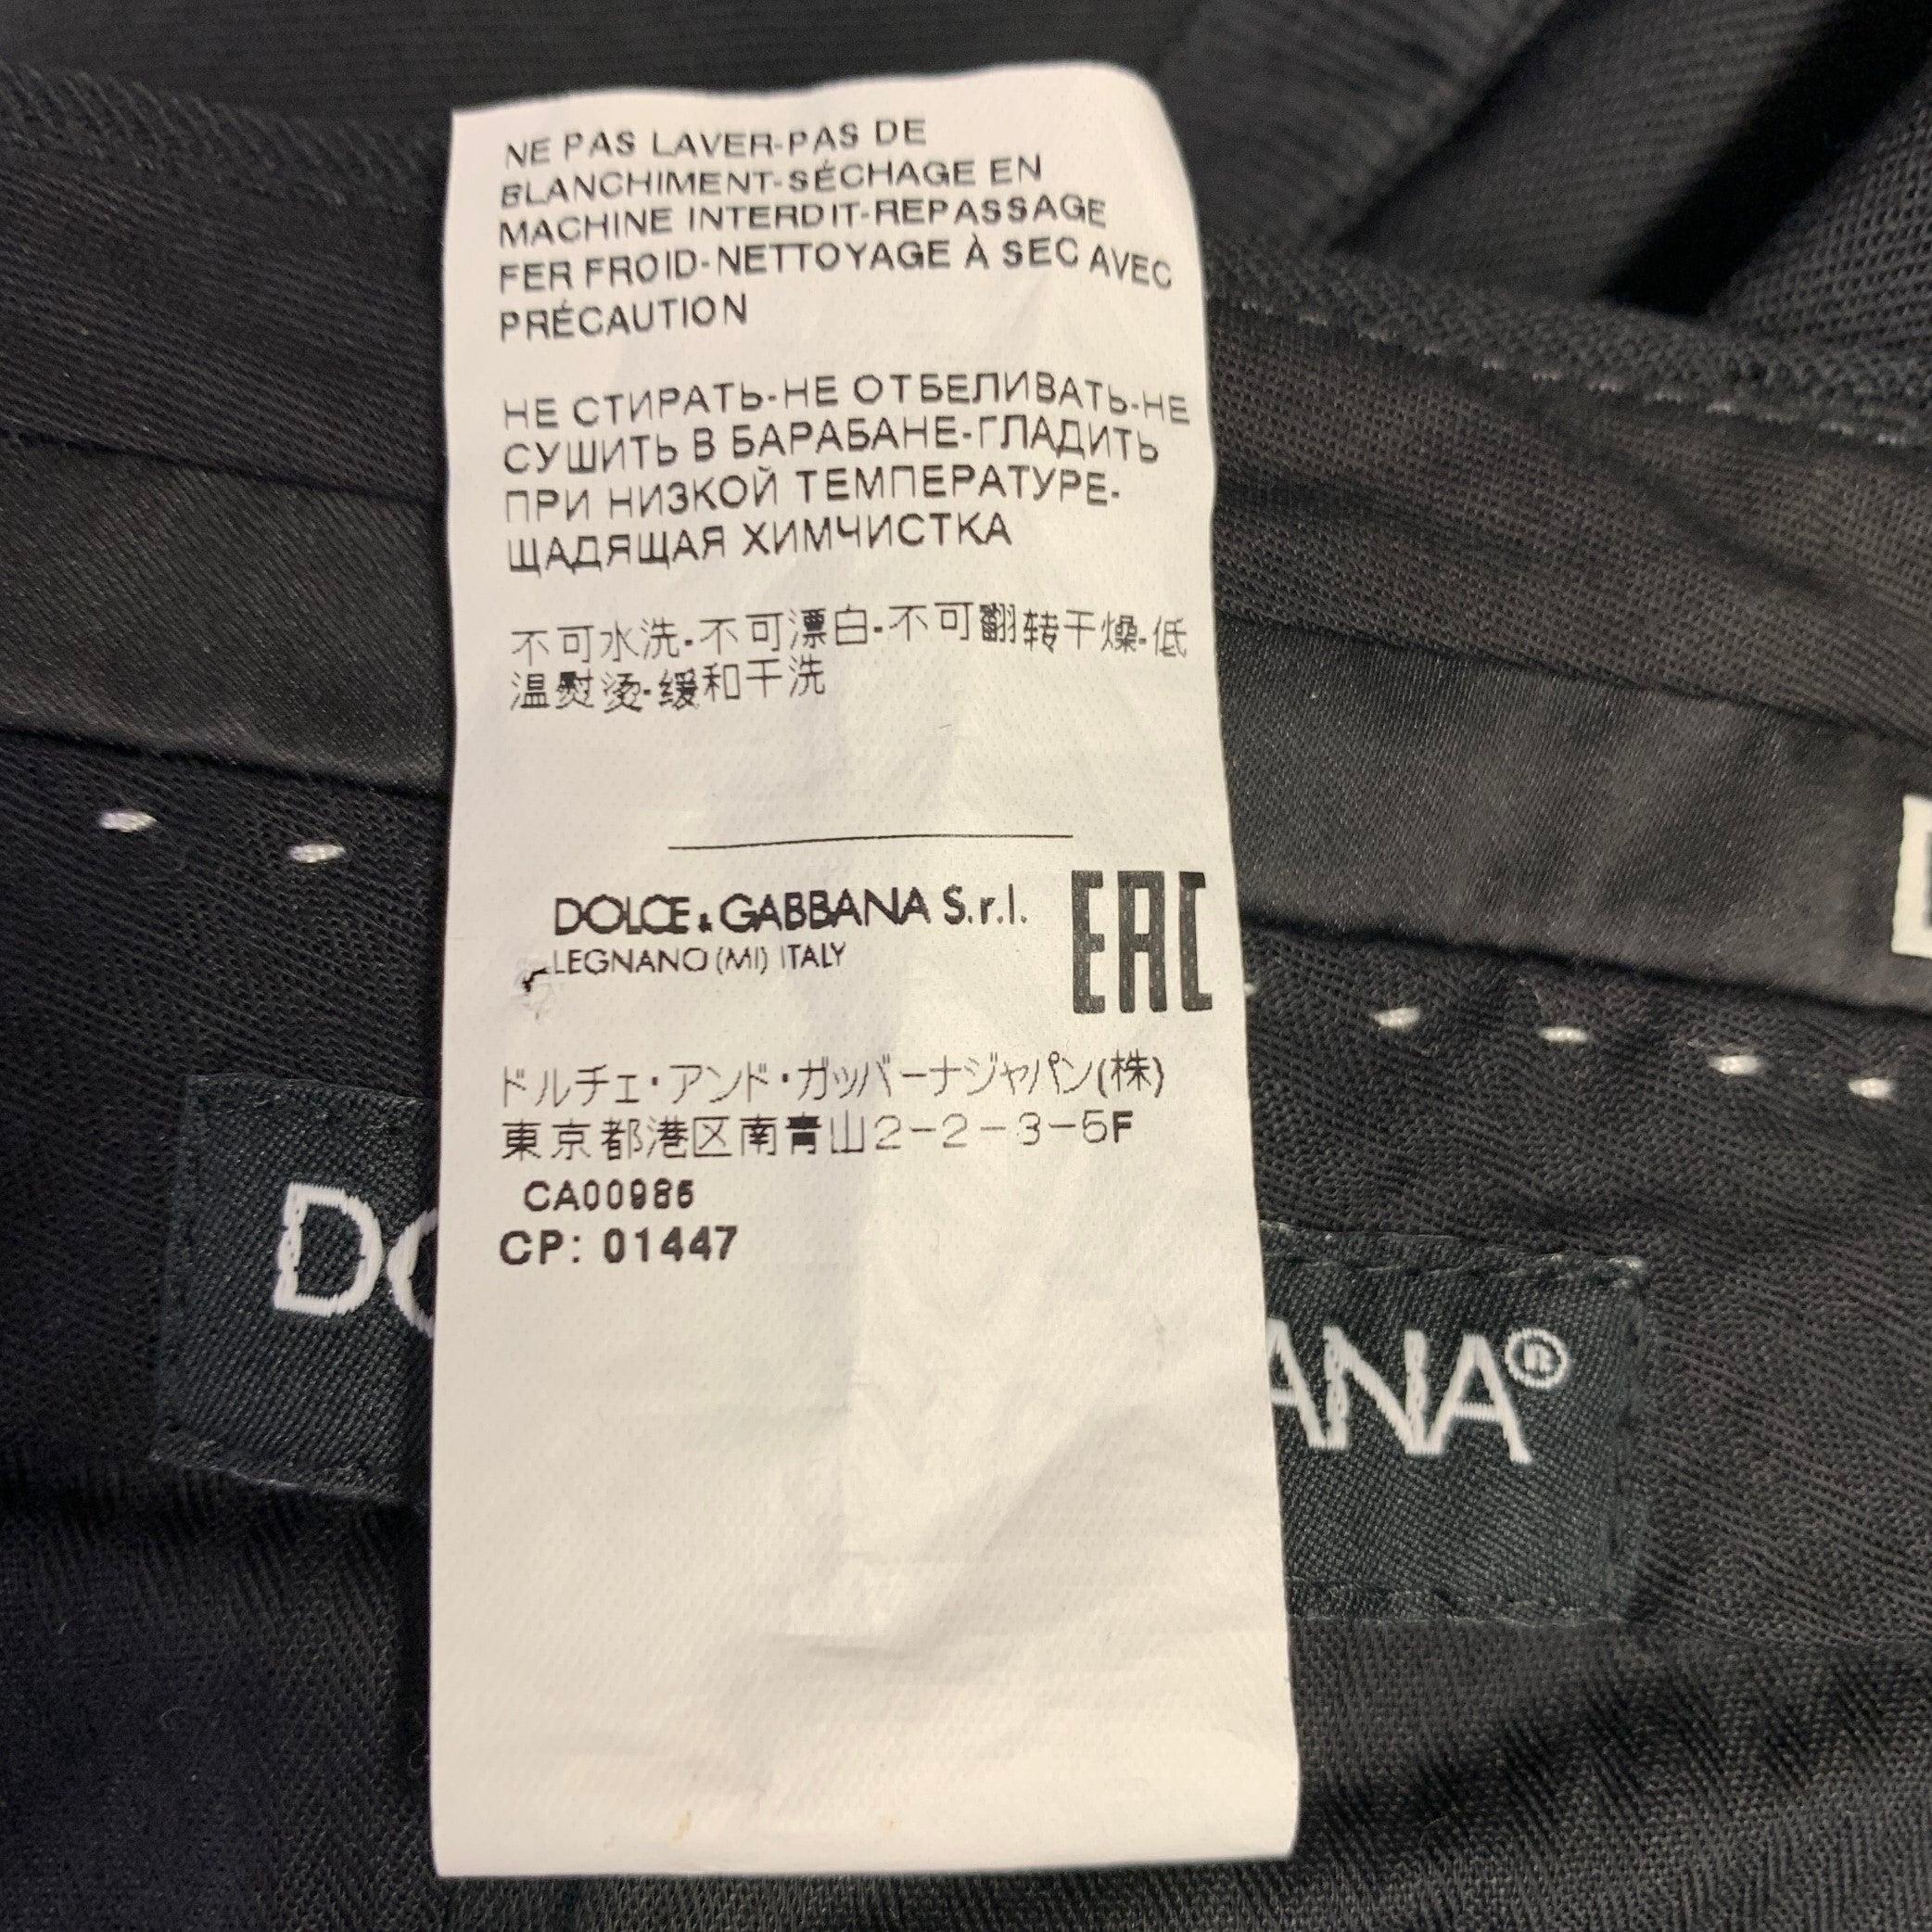 NE PAS LAVER-PAS DE
BLANCHIMENT-SÉCHAGE EN
MACHINE INTERDIT-REPASSAGE
FER FROID-NETTOYAGE À SEC AVEC
PRÉCAUTION
НЕ СТИРАТЬ-НЕ ОТБЕЛИВАТЬ-НЕ
СУШИТЬ В БАРАБАНЕ-ГЛАДИТЬ
ПРИ НИЗКОЙ ТЕМПЕРАТУРЕ-
ЩАДЯЩАЯ ХИМЧИСТКА
不可水洗-不可漂白-不可翻转干燥-低
温熨烫-缓和干洗
DOLCE & GABBANA S.r.l.
LEGNANO (MI) ITALY
EAC
ドルチェ・アンド・ガッバーナジャパン(株)
東京都港区南青山2-2-3-5F
CA00985
CP: 01447
DO
ANA®